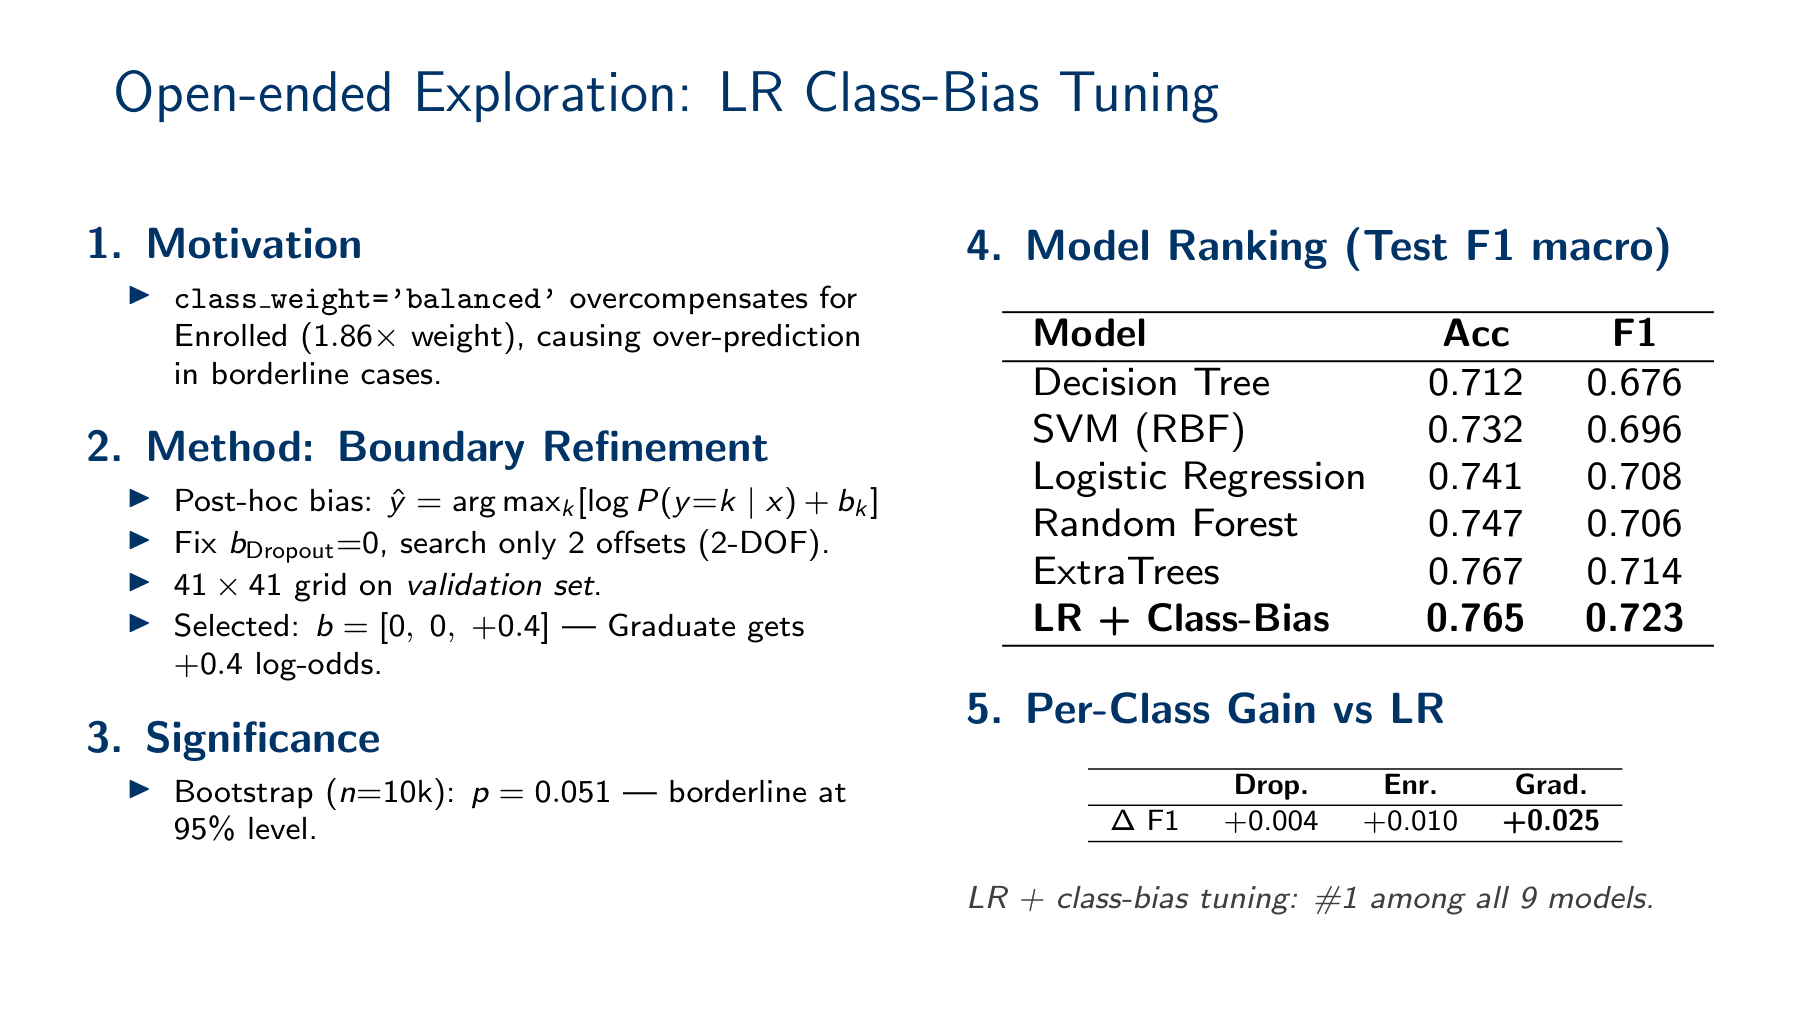 Open-ended Exploration: LR Class-Bias Tuning
1. Motivation
▶ class_weight='balanced' overcompensates for
Enrolled (1.86× weight), causing over-prediction
in borderline cases.
2. Method: Boundary Refinement
▶ Post-hoc bias: ŷ = arg maxₖ[log P(y=k | x) + bₖ]
▶ Fix b_Dropout=0, search only 2 offsets (2-DOF).
▶ 41 × 41 grid on validation set.
▶ Selected: b = [0, 0, +0.4] — Graduate gets
+0.4 log-odds.
3. Significance
▶ Bootstrap (n=10k): p = 0.051 — borderline at
95% level.
4. Model Ranking (Test F1 macro)
Model Acc F1
Decision Tree 0.712 0.676
SVM (RBF) 0.732 0.696
Logistic Regression 0.741 0.708
Random Forest 0.747 0.706
ExtraTrees 0.767 0.714
LR + Class-Bias 0.765 0.723
5. Per-Class Gain vs LR
Drop. Enr. Grad.
Δ F1 +0.004 +0.010 +0.025
LR + class-bias tuning: #1 among all 9 models.